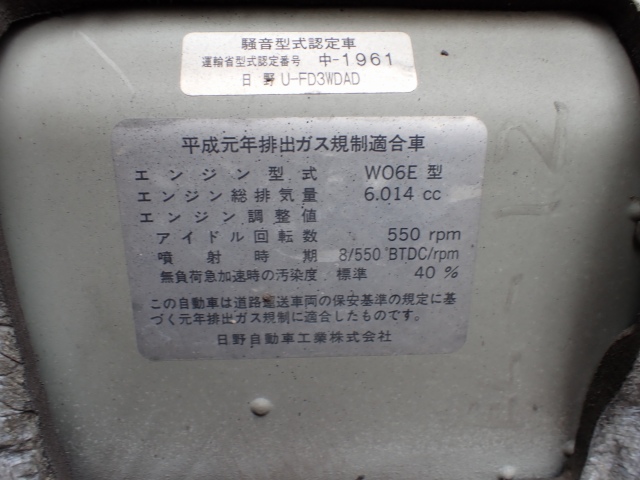 騒音型式認定車
運輸省型式認定番号 中-1961
日野 U-FD3WDAD
平成元年排出ガス規制適合車
エンジン型式 W06E 型
エンジン総排気量 6.014 cc
エンジン調整値
アイドル回転数 550 rpm
噴射時期 8/550 BTDC/rpm
無負荷急加速時の汚染度 標準 40 %
この自動車は道路運送車両の保安基準の規定に基
づく元年排出ガス規制に適合したものです。
日野自動車工業株式会社